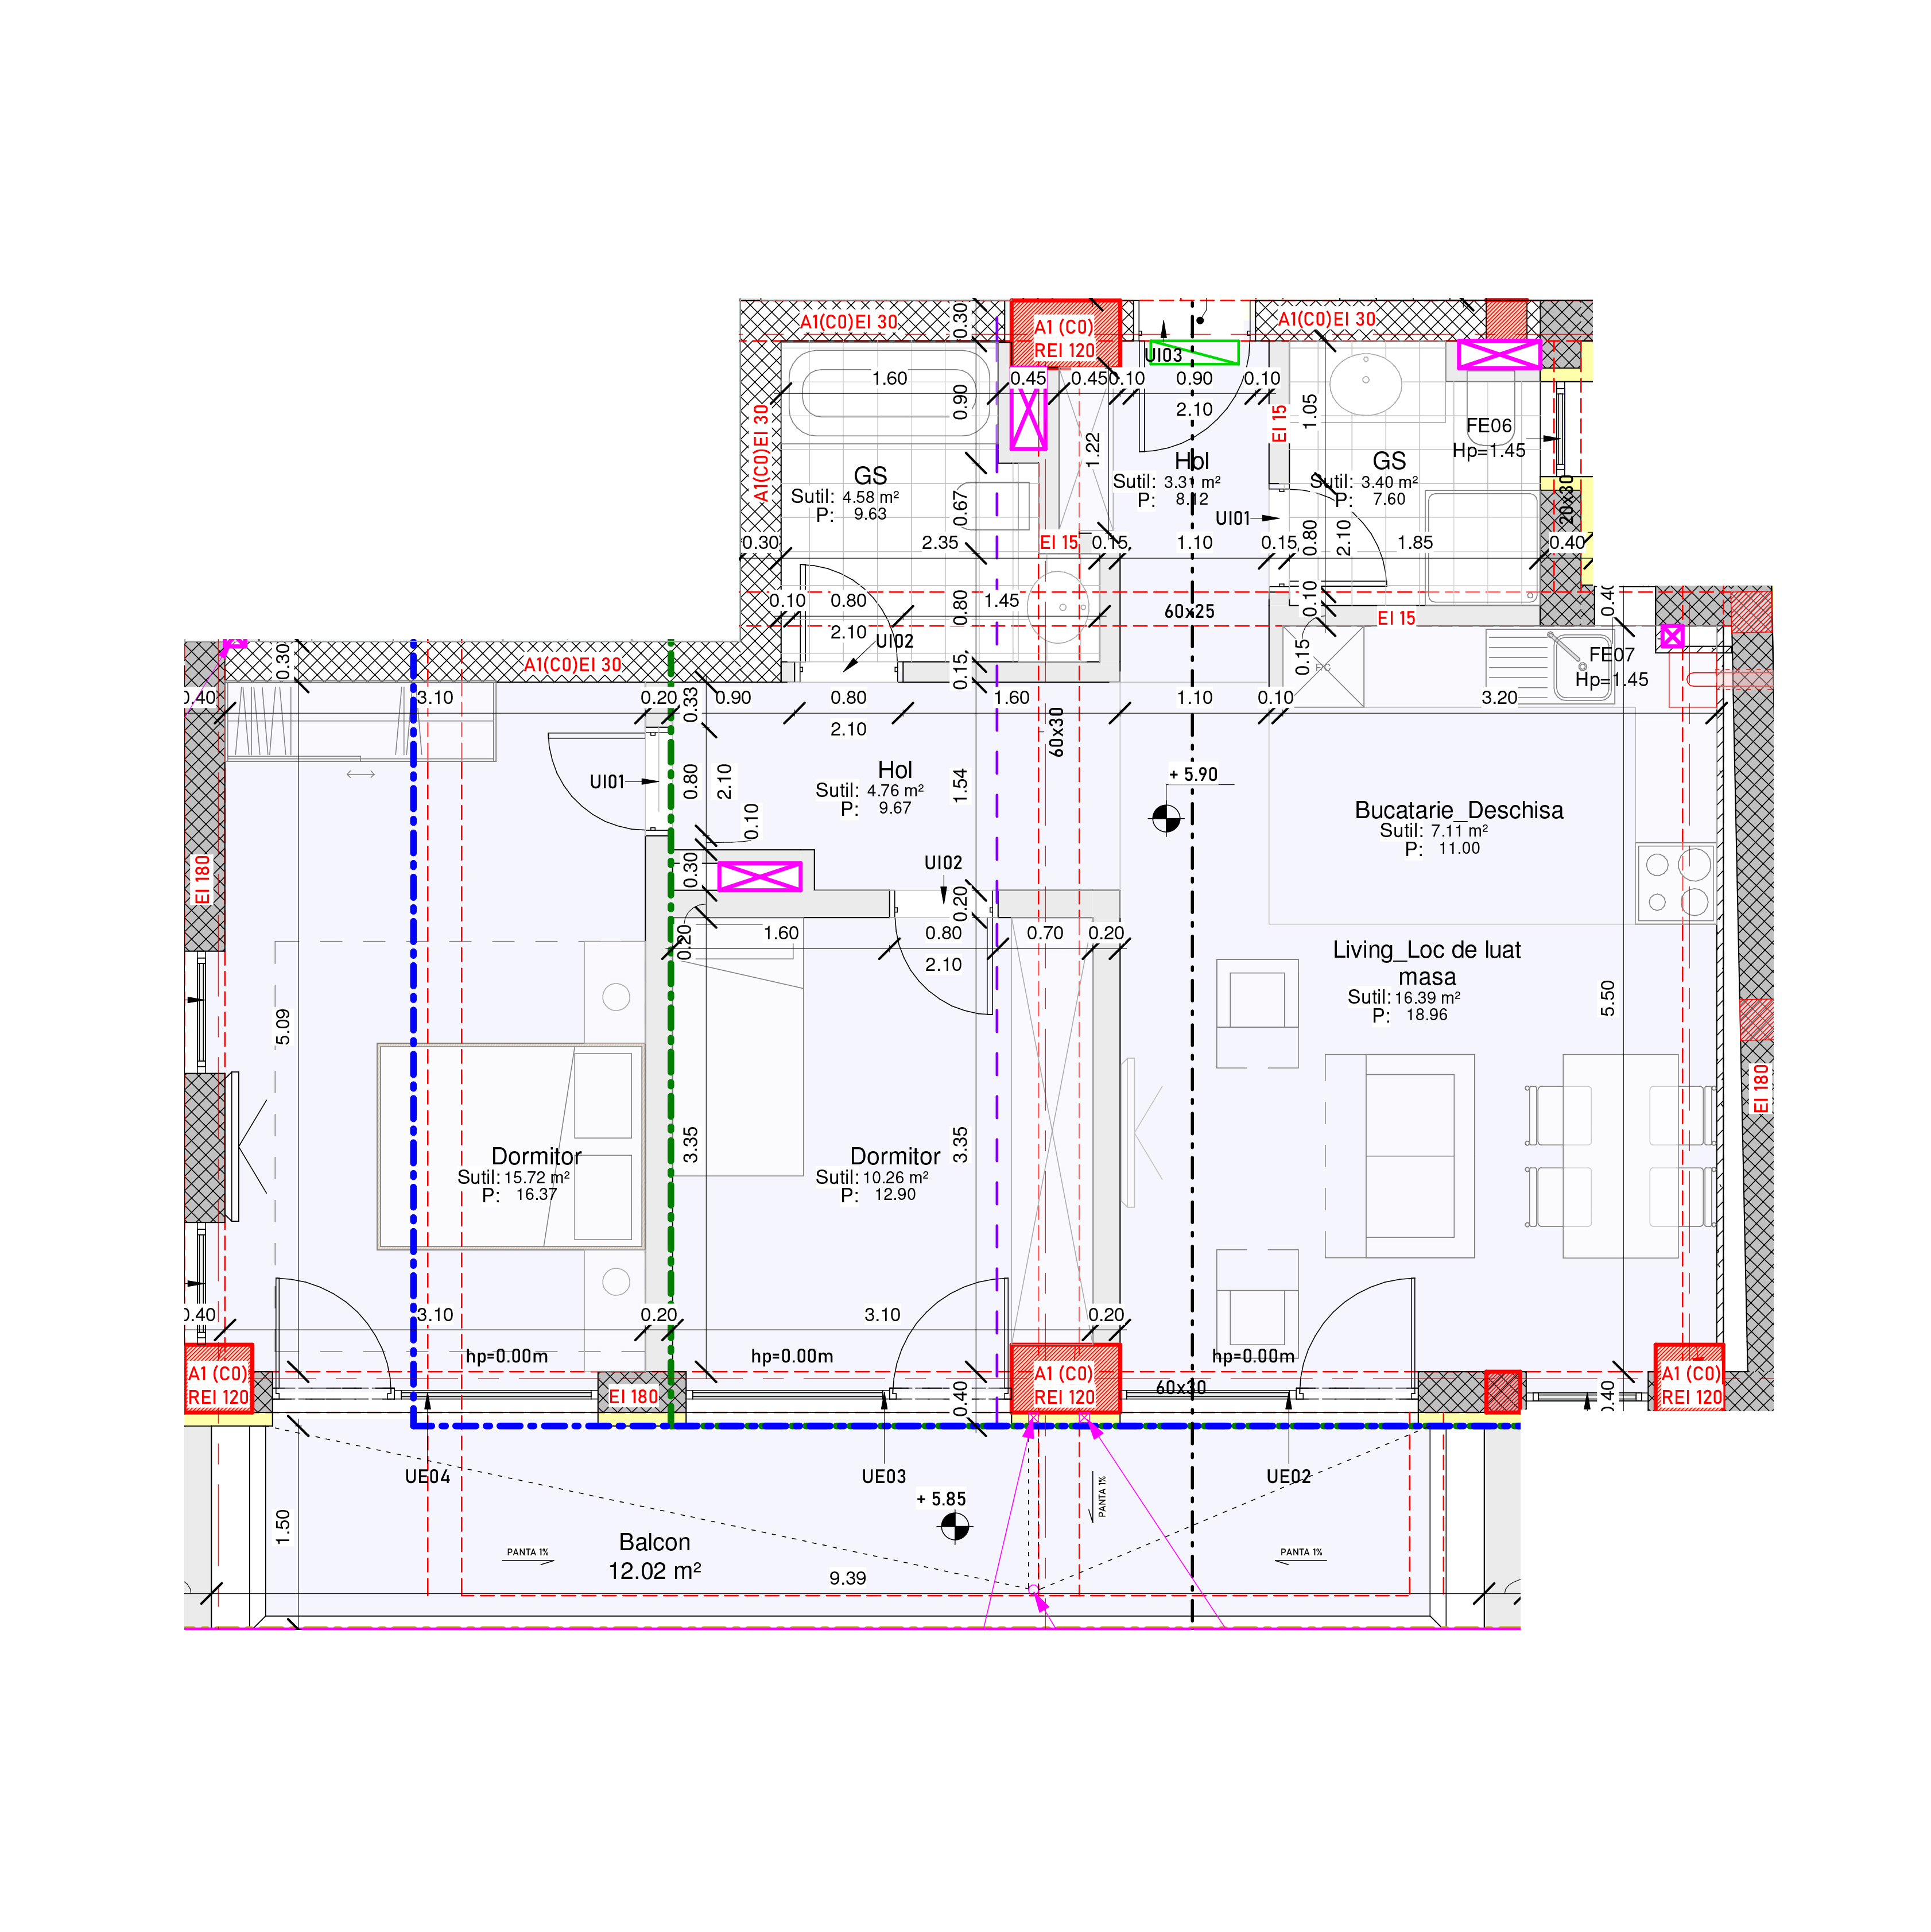 A1(C0)EI 30
0.30
A1 (C0)
REI 120
A1(C0)EI 30
UI03
1.60
0.45
0.45
0.10
0.90
0.10
2.10
0.90
A1(C0)EI 30
1.22
EI 15
1.05
FE06
Hp=1.45
GS
Sutil: 4.58 m²
P: 9.63
Hol
Sutil: 3.31 m²
P: 8.12
GS
Sutil: 3.40 m²
P: 7.60
0.67
UI01
20x30
0.30
2.35
EI 15
0.15
1.10
0.15
0.80
2.10
1.85
0.40
0.10
0.80
1.45
0.80
2.10
UI02
60x25
0.10
EI 15
0.40
A1(C0)EI 30
0.30
0.15
0.15
FE07
Hp=1.45
0.40
3.10
0.20
0.33
0.90
0.80
1.60
1.10
0.10
3.20
2.10
60x30
UI01
0.80
2.10
Hol
Sutil: 4.76 m²
P: 9.67
1.54
+ 5.90
0.10
Bucatarie_Deschisa
Sutil: 7.11 m²
P: 11.00
EI 180
0.30
UI02
0.20
0.20
1.60
0.80
0.70
0.20
2.10
Living_Loc de luat
masa
Sutil: 16.39 m²
P: 18.96
5.09
5.50
EI 180
3.35
3.35
Dormitor
Sutil: 15.72 m²
P: 16.37
Dormitor
Sutil: 10.26 m²
P: 12.90
0.40
3.10
0.20
3.10
0.20
hp=0.00m
hp=0.00m
hp=0.00m
A1 (C0)
REI 120
EI 180
0.40
A1 (C0)
REI 120
60x30
0.40
A1 (C0)
REI 120
UE04
UE03
UE02
+ 5.85
PANTA 1%
1.50
Balcon
12.02 m²
PANTA 1%
PANTA 1%
9.39